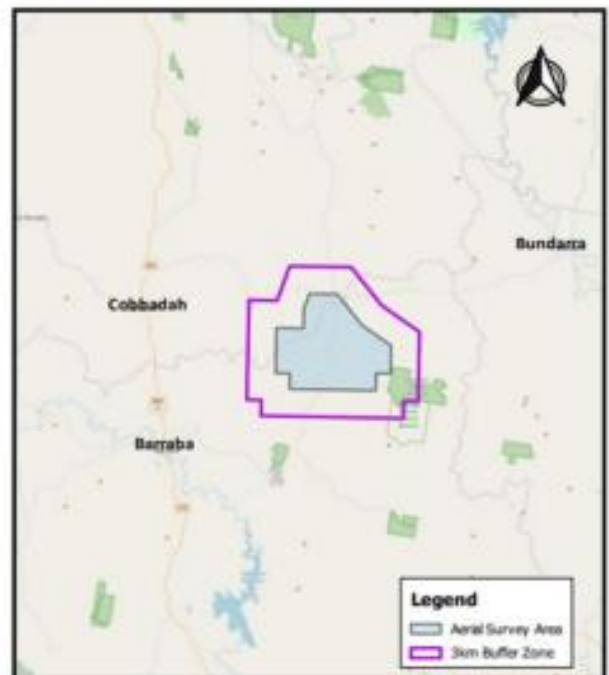 Bundarra
Cobbadah
Barraba
Legend
Aerial Survey Area
3km Buffer Zone